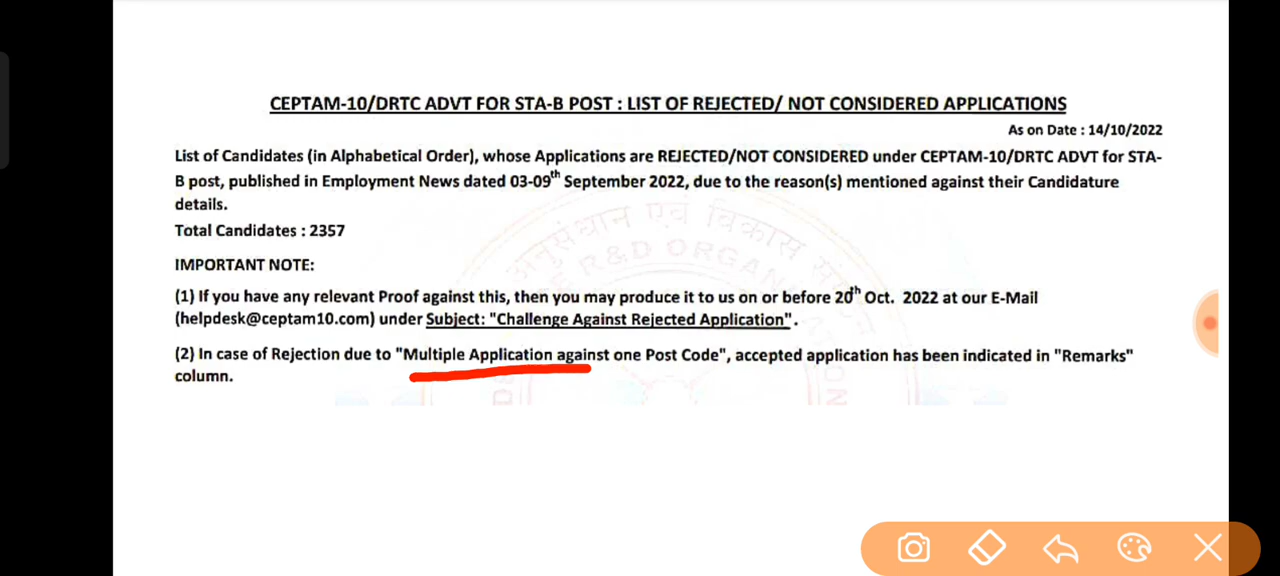 CEPTAM-10/DRTC ADVT FOR STA-B POST : LIST OF REJECTED/ NOT CONSIDERED APPLICATIONS
As on Date : 14/10/2022
List of Candidates (in Alphabetical Order), whose Applications are REJECTED/NOT CONSIDERED under CEPTAM-10/DRTC ADVT for STA-
B post, published in Employment News dated 03-09th September 2022, due to the reason(s) mentioned against their Candidature
details.
Total Candidates : 2357
अनुसंधान एवं विकास
R&D ORGAN
IMPORTANT NOTE:
(1) If you have any relevant Proof against this, then you may produce it to us on or before 20th Oct. 2022 at our E-Mail
(helpdesk@ceptam10.com) under Subject: "Challenge Against Rejected Application".
(2) In case of Rejection due to "Multiple Application against one Post Code", accepted application has been indicated in "Remarks"
column.